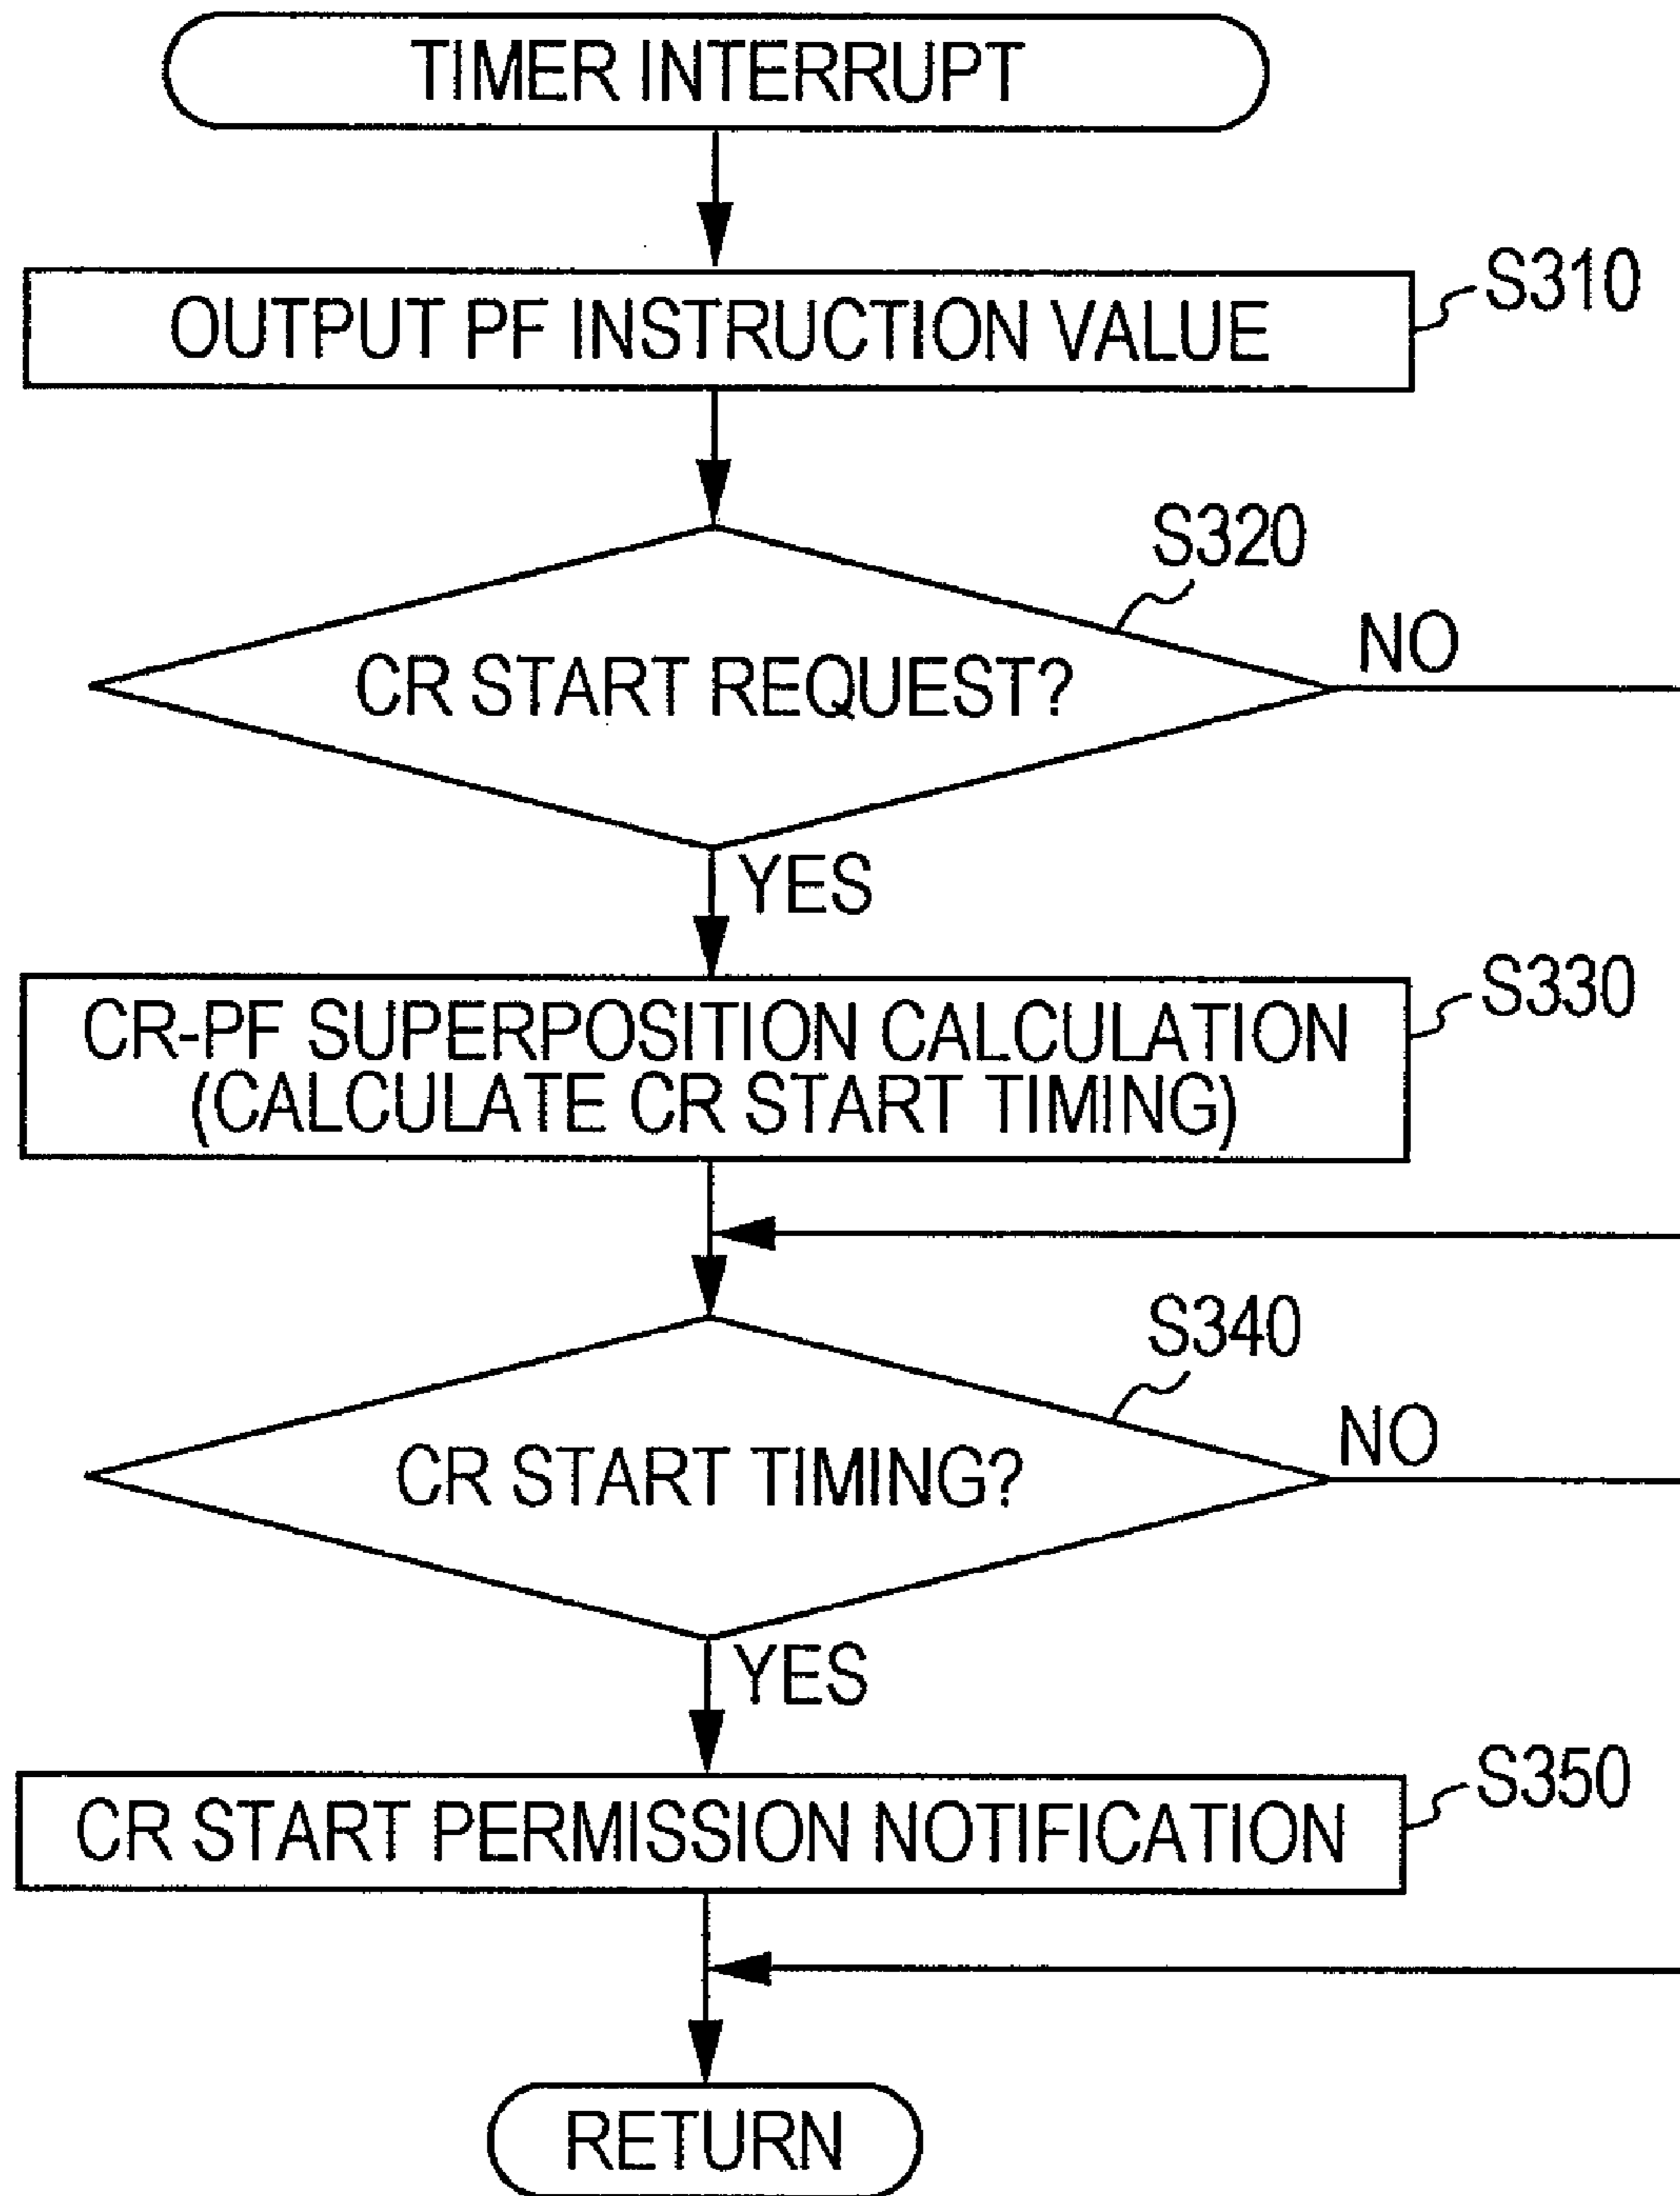 TIMER INTERRUPT
OUTPUT PF INSTRUCTION VALUE
S310
S320
CR START REQUEST?
NO
YES
CR-PF SUPERPOSITION CALCULATION
(CALCULATE CR START TIMING)
S330
S340
CR START TIMING?
NO
YES
CR START PERMISSION NOTIFICATION
S350
RETURN